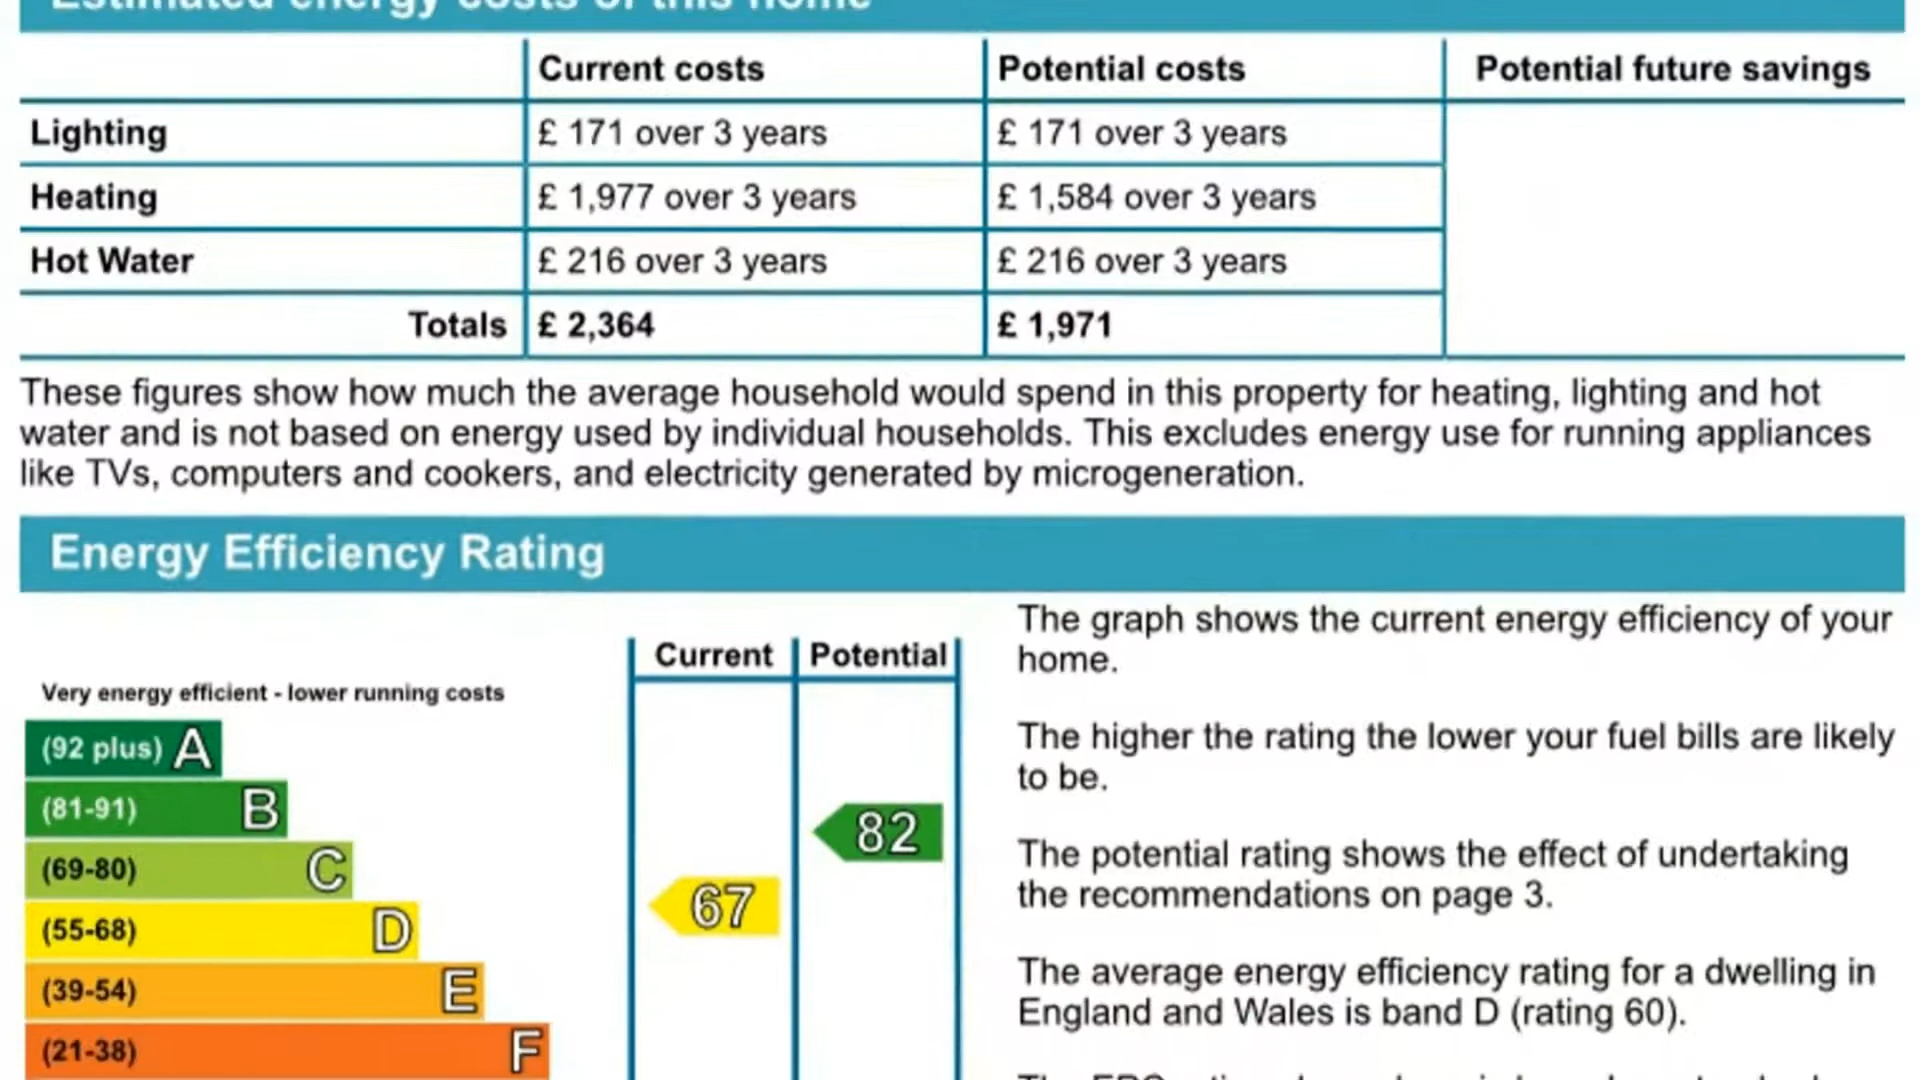 Estimated energy costs of this home
Current costs Potential costs Potential future savings
Lighting £ 171 over 3 years £ 171 over 3 years
Heating £ 1,977 over 3 years £ 1,584 over 3 years
Hot Water £ 216 over 3 years £ 216 over 3 years
Totals £ 2,364 £ 1,971
These figures show how much the average household would spend in this property for heating, lighting and hot
water and is not based on energy used by individual households. This excludes energy use for running appliances
like TVs, computers and cookers, and electricity generated by microgeneration.
Energy Efficiency Rating
Current Potential
Very energy efficient - lower running costs
(92 plus) A
(81-91) B
(69-80) C
(55-68) D
(39-54) E
(21-38) F
82
67
The graph shows the current energy efficiency of your
home.
The higher the rating the lower your fuel bills are likely
to be.
The potential rating shows the effect of undertaking
the recommendations on page 3.
The average energy efficiency rating for a dwelling in
England and Wales is band D (rating 60).